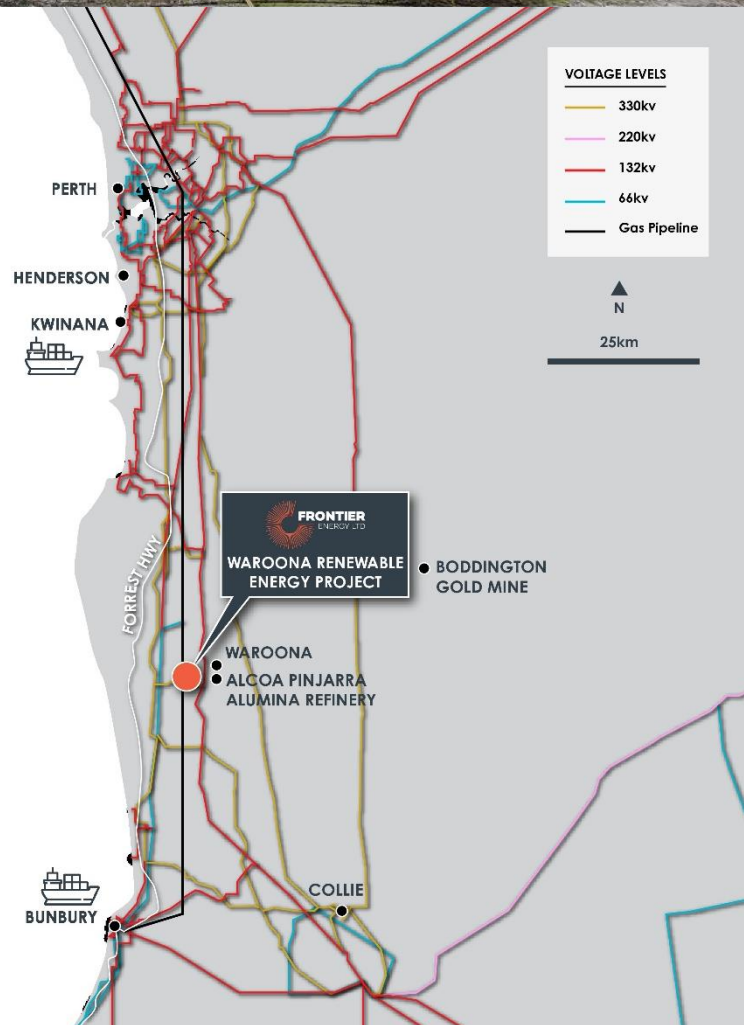 VOLTAGE LEVELS
330kv
220kv
132kv
66kv
Gas Pipeline
N
25km
PERTH
HENDERSON
KWINANA
FORREST HWY
FRONTIER
ENERGY LTD
WAROONA RENEWABLE
ENERGY PROJECT
BODDINGTON
GOLD MINE
WAROONA
ALCOA PINJARRA
ALUMINA REFINERY
COLLIE
BUNBURY